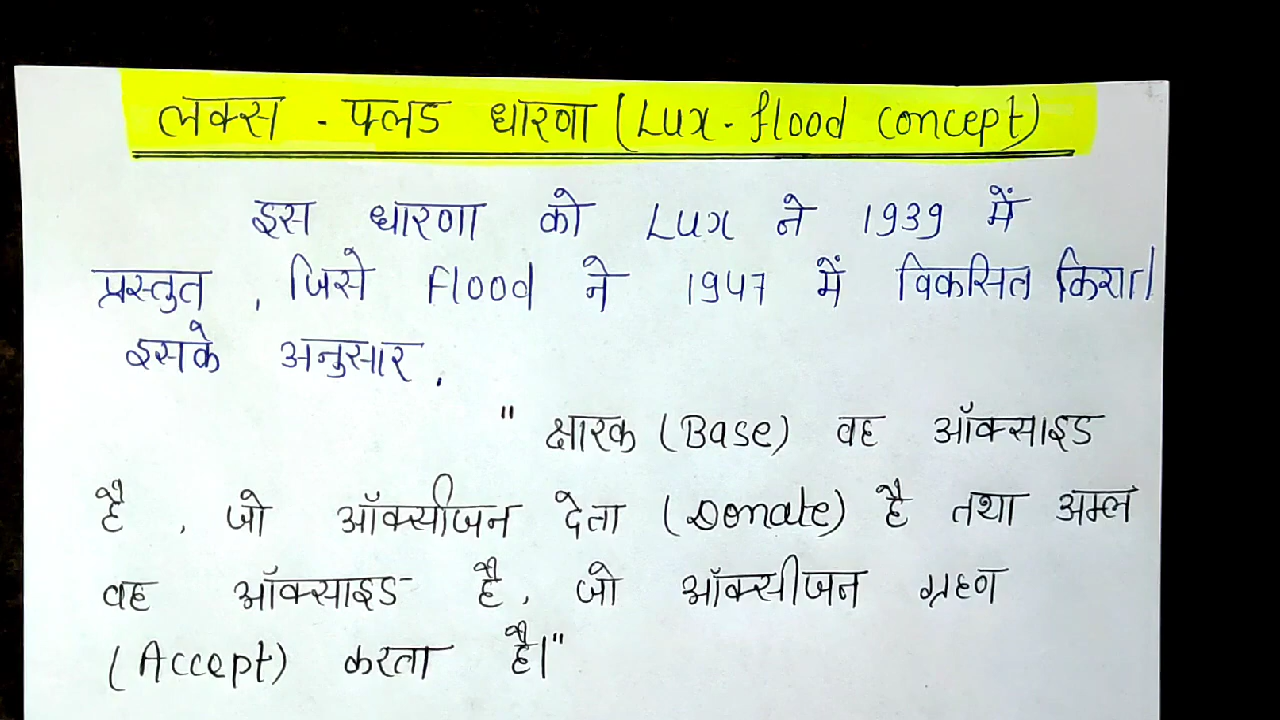 लक्स - फ्लड धारणा (Lux - flood concept)
इस धारणा को Lux ने 1939 में
प्रस्तुत , जिसे Flood ने 1947 में विकसित किया।
इसके अनुसार ,
" क्षारक (Base) वह ऑक्साइड
है , जो ऑक्सीजन देता (Donate) है तथा अम्ल
वह ऑक्साइड है , जो ऑक्सीजन ग्रहण
(Accept) करता है।"